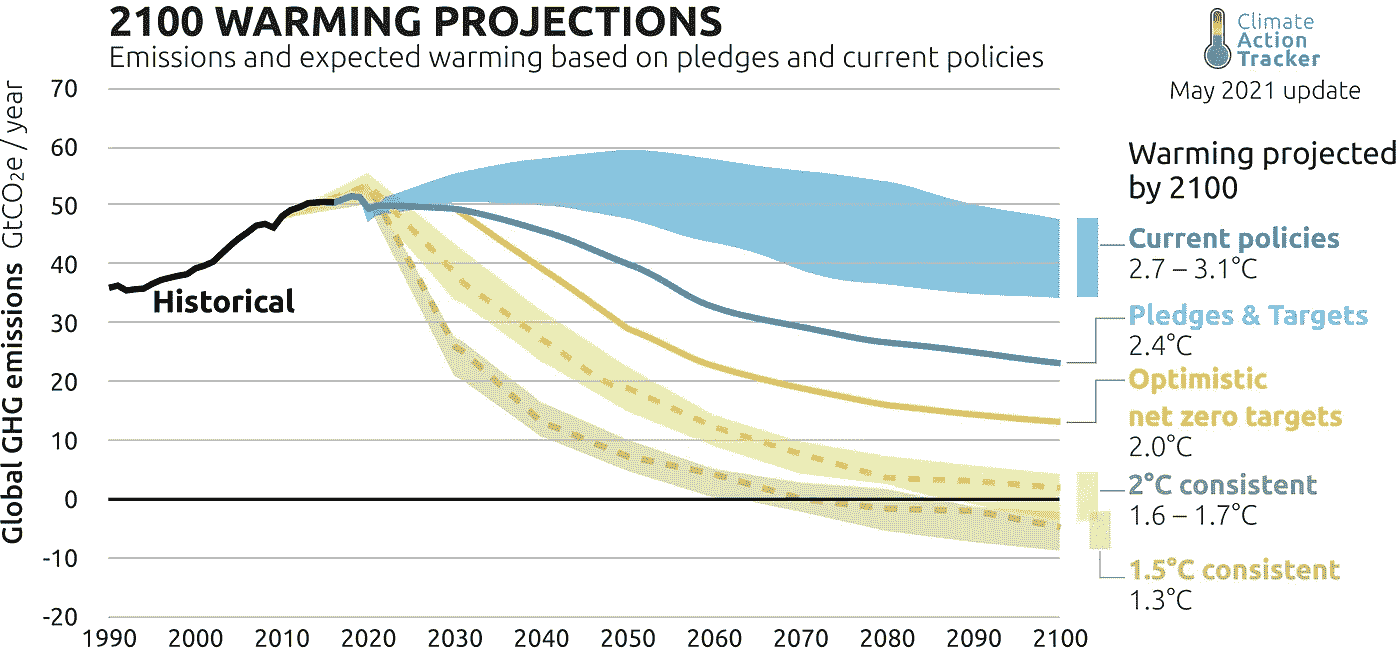 2100 WARMING PROJECTIONS
Emissions and expected warming based on pledges and current policies
Climate
Action
Tracker
May 2021 update
Global GHG emissions GtCO2e / year
70
60
50
40
30
20
10
0
-10
-20
1990 2000 2010 2020 2030 2040 2050 2060 2070 2080 2090 2100
Historical
Warming projected
by 2100
Current policies
2.7 – 3.1°C
Pledges & Targets
2.4°C
Optimistic
net zero targets
2.0°C
2°C consistent
1.6 – 1.7°C
1.5°C consistent
1.3°C